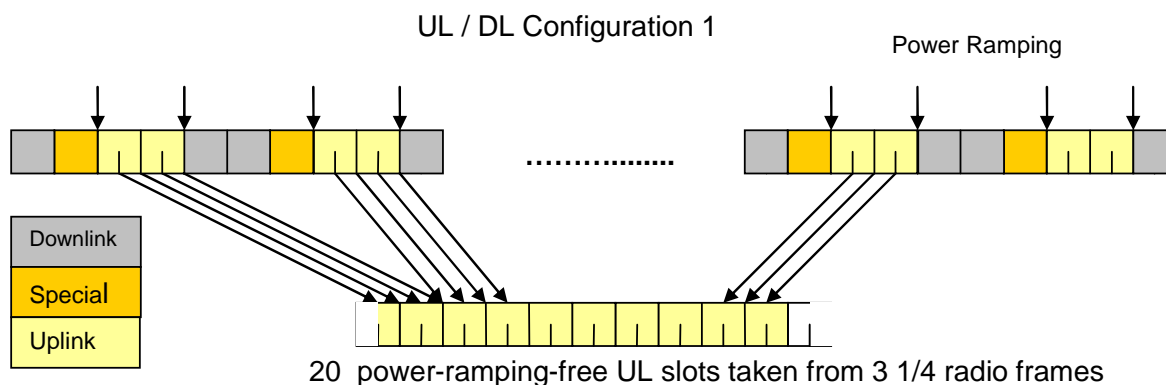 UL / DL Configuration 1
Power Ramping
................
Downlink
Special
Uplink
20 power-ramping-free UL slots taken from 3 1/4 radio frames